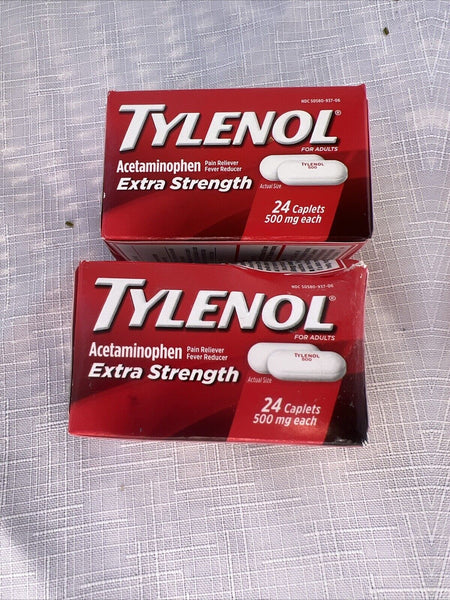 NDC 50580-937-06
TYLENOL®
FOR ADULTS
Acetaminophen Pain Reliever
Fever Reducer
Extra Strength
Actual Size
TYLENOL
500
24 Caplets
500 mg each
NDC 50580-937-06
TYLENOL®
FOR ADULTS
Acetaminophen Pain Reliever
Fever Reducer
Extra Strength
Actual Size
TYLENOL
500
24 Caplets
500 mg each